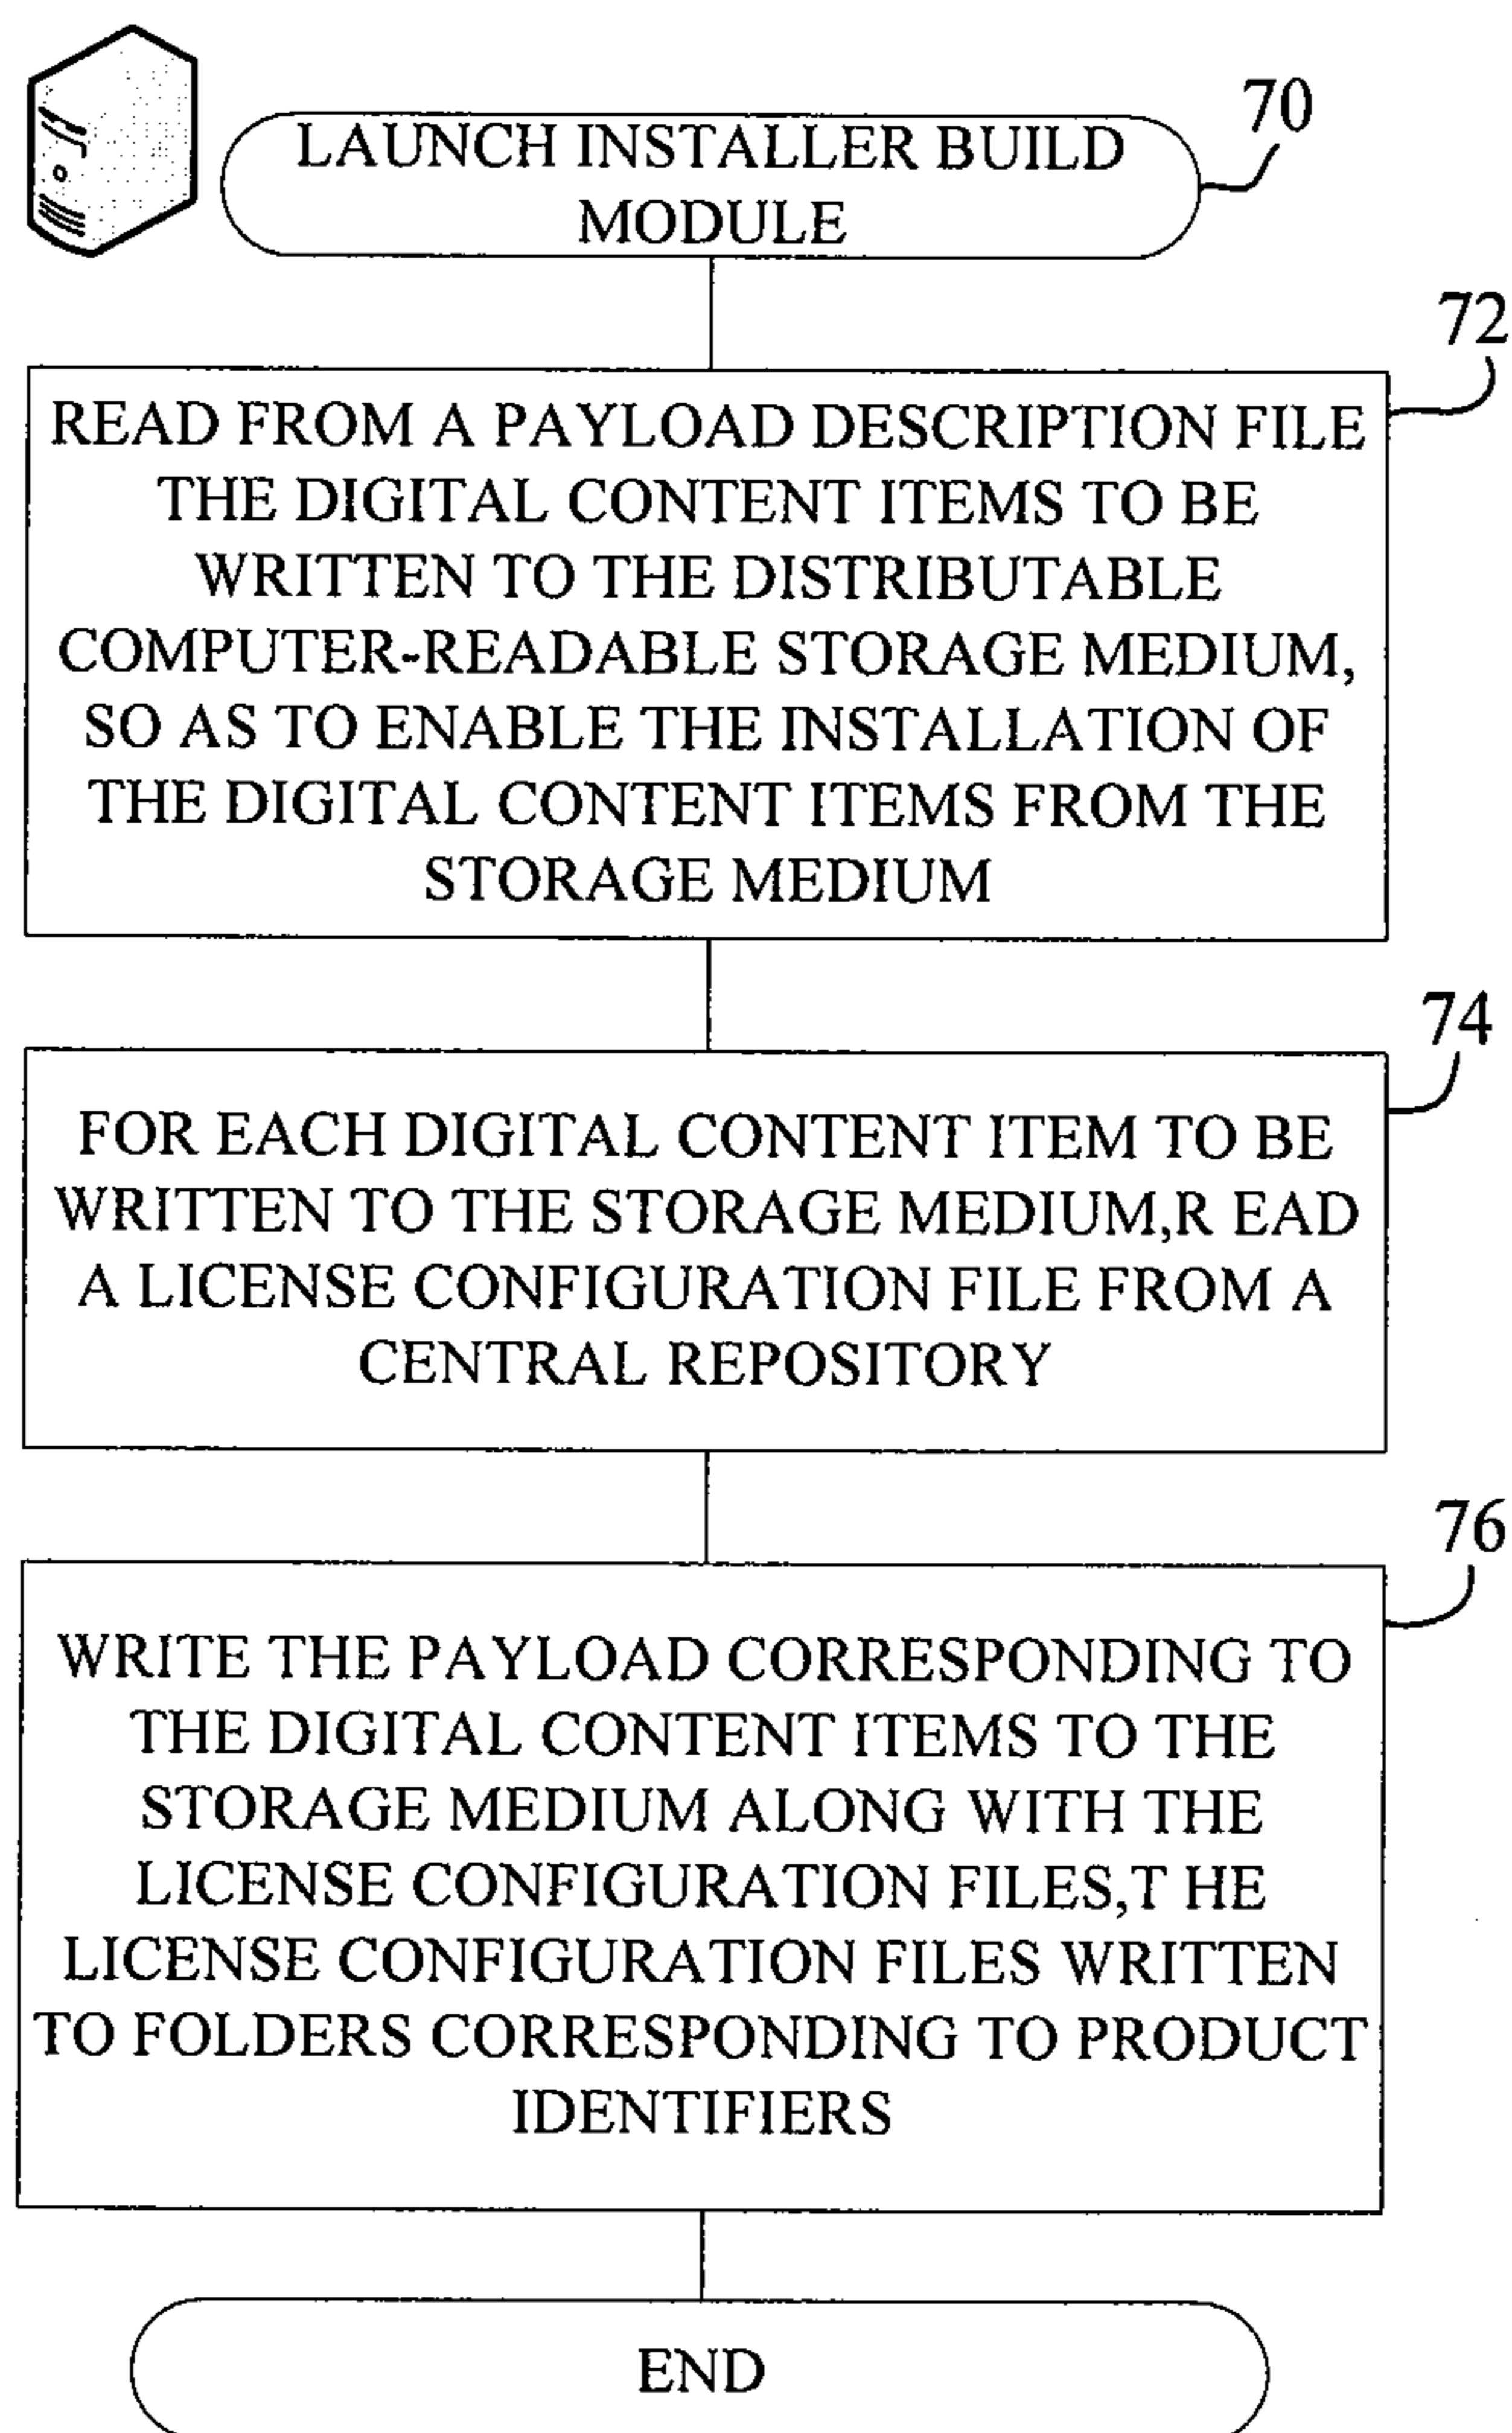 70
LAUNCH INSTALLER BUILD
MODULE
72
READ FROM A PAYLOAD DESCRIPTION FILE
THE DIGITAL CONTENT ITEMS TO BE
WRITTEN TO THE DISTRIBUTABLE
COMPUTER-READABLE STORAGE MEDIUM,
SO AS TO ENABLE THE INSTALLATION OF
THE DIGITAL CONTENT ITEMS FROM THE
STORAGE MEDIUM
74
FOR EACH DIGITAL CONTENT ITEM TO BE
WRITTEN TO THE STORAGE MEDIUM,R EAD
A LICENSE CONFIGURATION FILE FROM A
CENTRAL REPOSITORY
76
WRITE THE PAYLOAD CORRESPONDING TO
THE DIGITAL CONTENT ITEMS TO THE
STORAGE MEDIUM ALONG WITH THE
LICENSE CONFIGURATION FILES,T HE
LICENSE CONFIGURATION FILES WRITTEN
TO FOLDERS CORRESPONDING TO PRODUCT
IDENTIFIERS
END